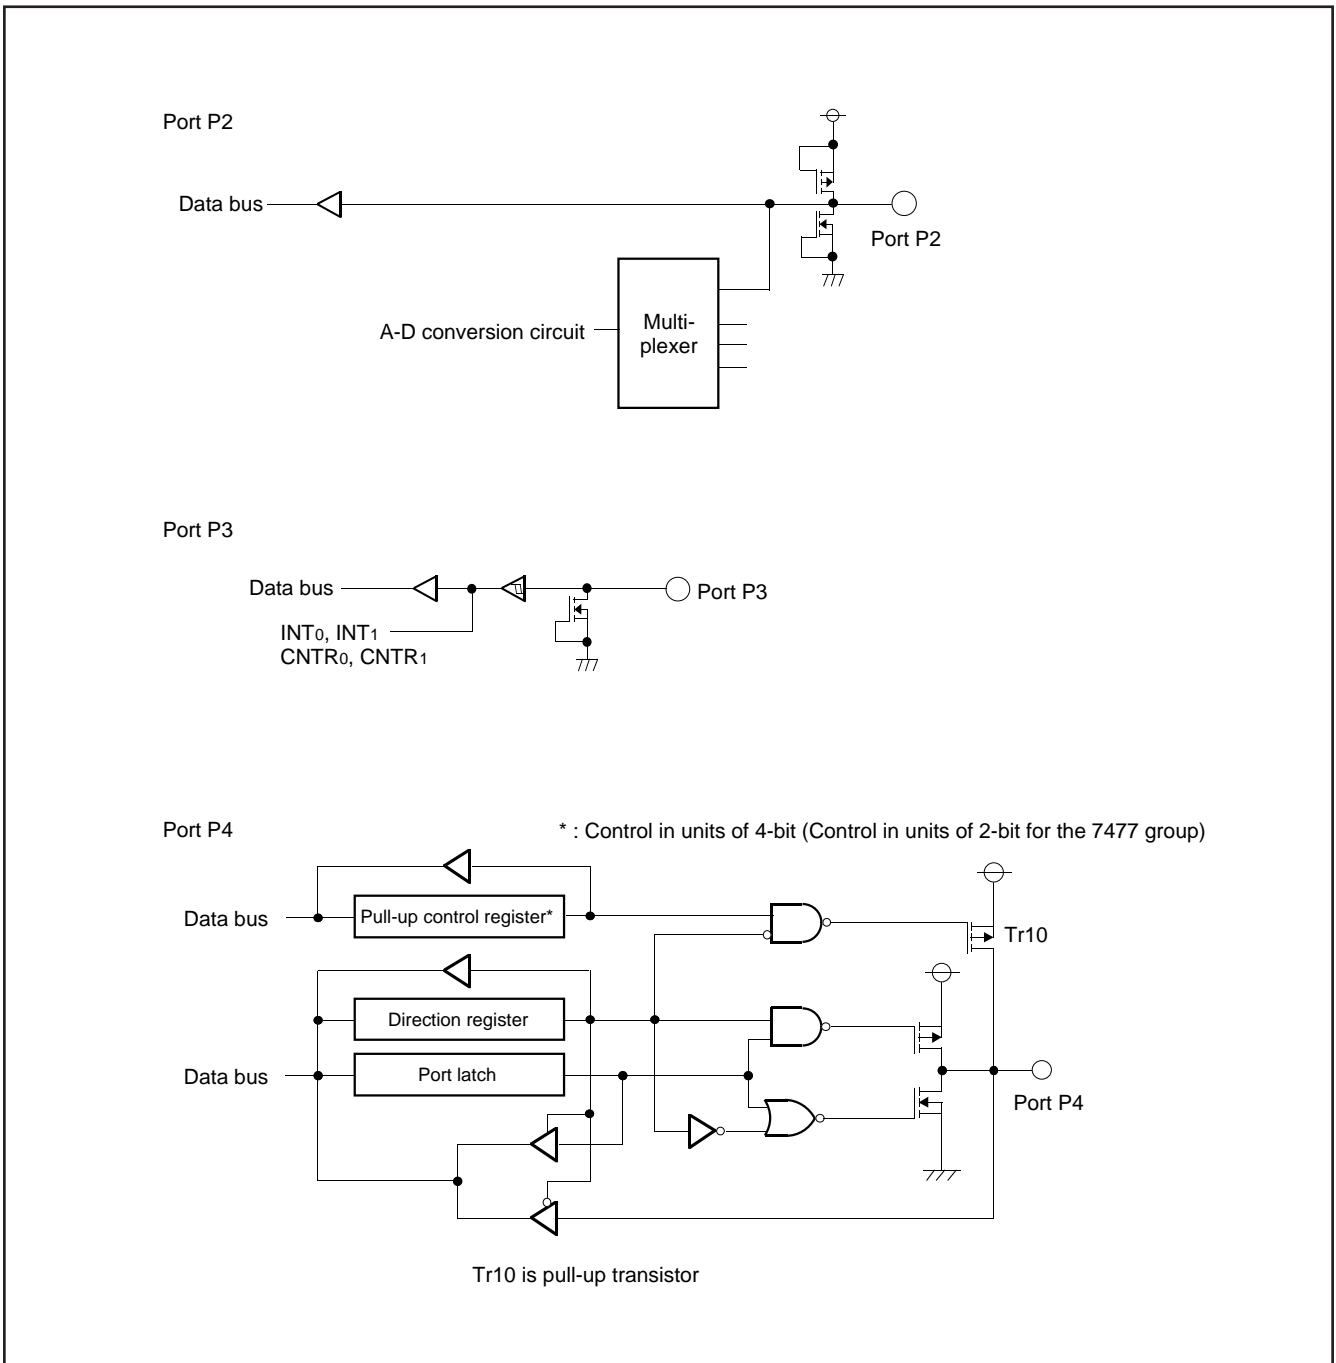 Port P2
Data bus
Port P2
Multi-
plexer
A-D conversion circuit
Port P3
Data bus
Port P3
INT0, INT1
CNTR0, CNTR1
Port P4
* : Control in units of 4-bit (Control in units of 2-bit for the 7477 group)
Data bus
Pull-up control register*
Tr10
Direction register
Data bus
Port latch
Port P4
Tr10 is pull-up transistor